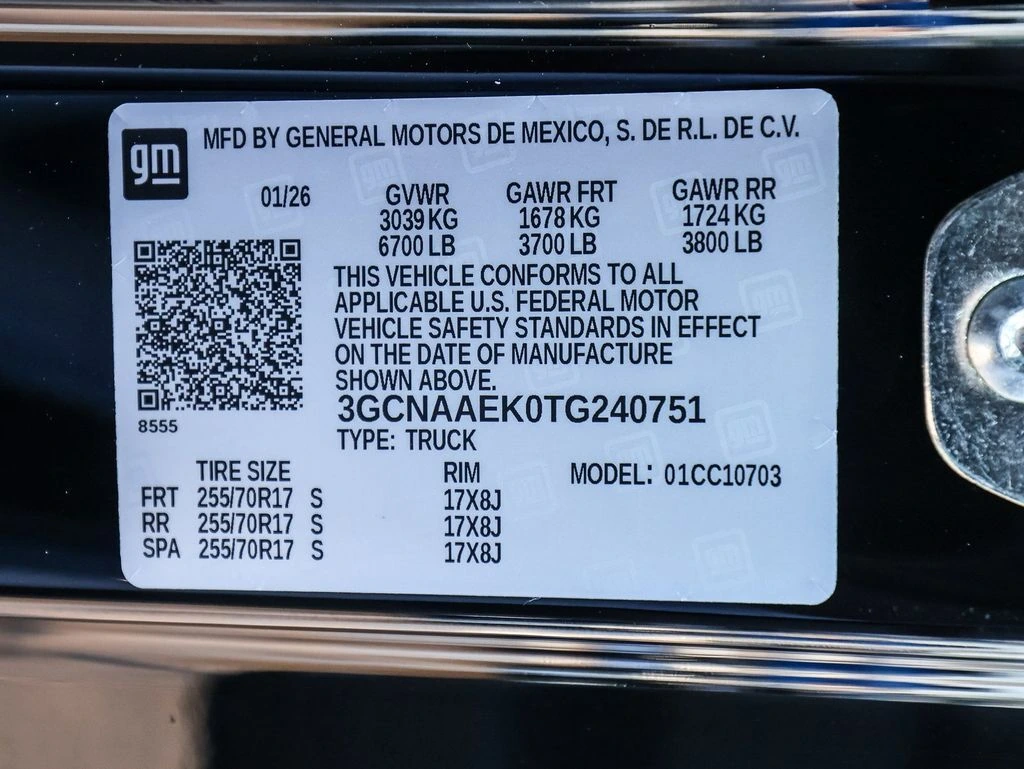 gm
MFD BY GENERAL MOTORS DE MEXICO, S. DE R.L. DE C.V.
01/26 GVWR GAWR FRT GAWR RR
3039 KG 1678 KG 1724 KG
6700 LB 3700 LB 3800 LB
THIS VEHICLE CONFORMS TO ALL
APPLICABLE U.S. FEDERAL MOTOR
VEHICLE SAFETY STANDARDS IN EFFECT
ON THE DATE OF MANUFACTURE
SHOWN ABOVE.
3GCNAAEK0TG240751
8555
TYPE: TRUCK
TIRE SIZE RIM MODEL: 01CC10703
FRT 255/70R17 S 17X8J
RR 255/70R17 S 17X8J
SPA 255/70R17 S 17X8J